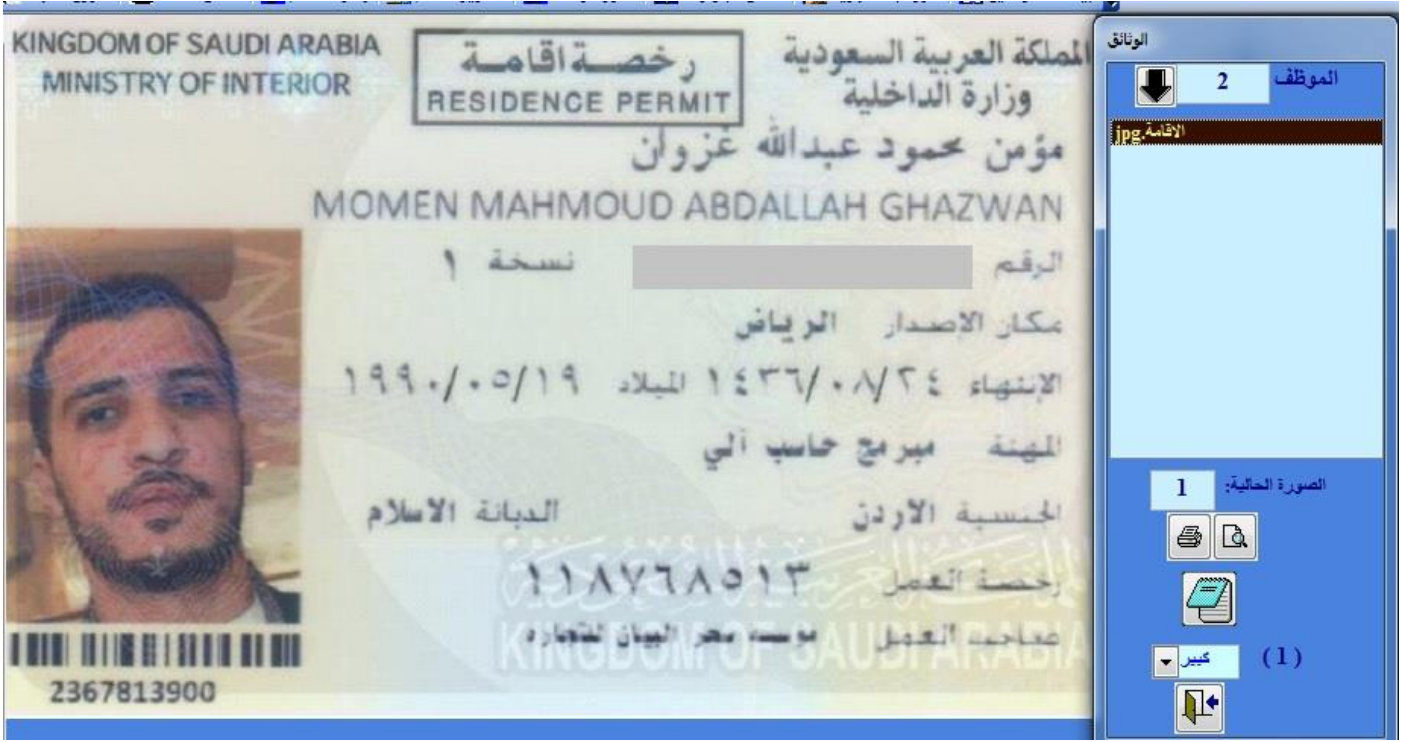 KINGDOM OF SAUDI ARABIA
MINISTRY OF INTERIOR
رخصة اقامة
RESIDENCE PERMIT
المملكة العربية السعودية
وزارة الداخلية
مؤمن محمود عبدالله غزوان
MOMEN MAHMOUD ABDALLAH GHAZWAN
الرقم نسخة ١
مكان الاصدار الرياض
الإنتهاء ١٤٣٦/٠٨/٢٤ الميلاد ١٩٩٠/٠٥/١٩
المهنة مبرمج حاسب آلي
الجنسية الاردن الديانة الاسلام
رخصة العمل ١١٨٧٦٨٥١٣
صاحب العمل موسسه سحر البيان للتجاره
KINGDOM OF SAUDI ARABIA
2367813900
الوثائق
الموظف 2
الاقامة.jpg
الصورة الحالية: 1
(1) كبير